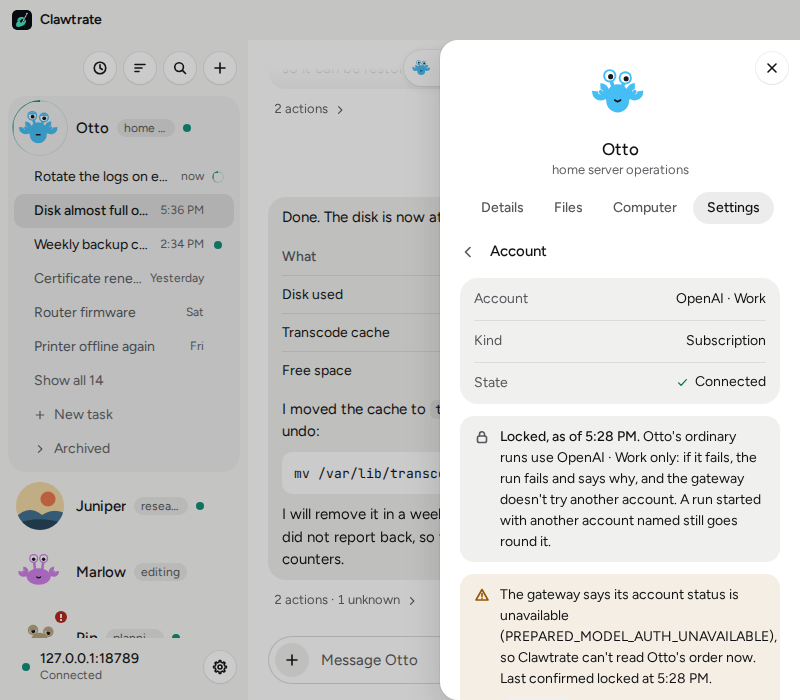 Clawtrate
Otto
home ...
Rotate the logs on e... now
Disk almost full o... 5:36 PM
Weekly backup c... 2:34 PM
Certificate rene... Yesterday
Router firmware Sat
Printer offline again Fri
Show all 14
New task
Archived
Juniper
resea...
Marlow
editing
Pip
planni...
127.0.0.1:18789
Connected
2 actions
Done. The disk is now at
What
Disk used
Transcode cache
Free space
I moved the cache to
undo:
mv /var/lib/transco
I will remove it in a week
did not report back, so
counters.
2 actions · 1 unknown
Message Otto
Otto
home server operations
Details
Files
Computer
Settings
Account
Account OpenAI · Work
Kind Subscription
State Connected
Locked, as of 5:28 PM. Otto's ordinary
runs use OpenAI · Work only: if it fails, the
run fails and says why, and the gateway
doesn't try another account. A run started
with another account named still goes
round it.
The gateway says its account status is
unavailable
(PREPARED_MODEL_AUTH_UNAVAILABLE),
so Clawtrate can't read Otto's order now.
Last confirmed locked at 5:28 PM.